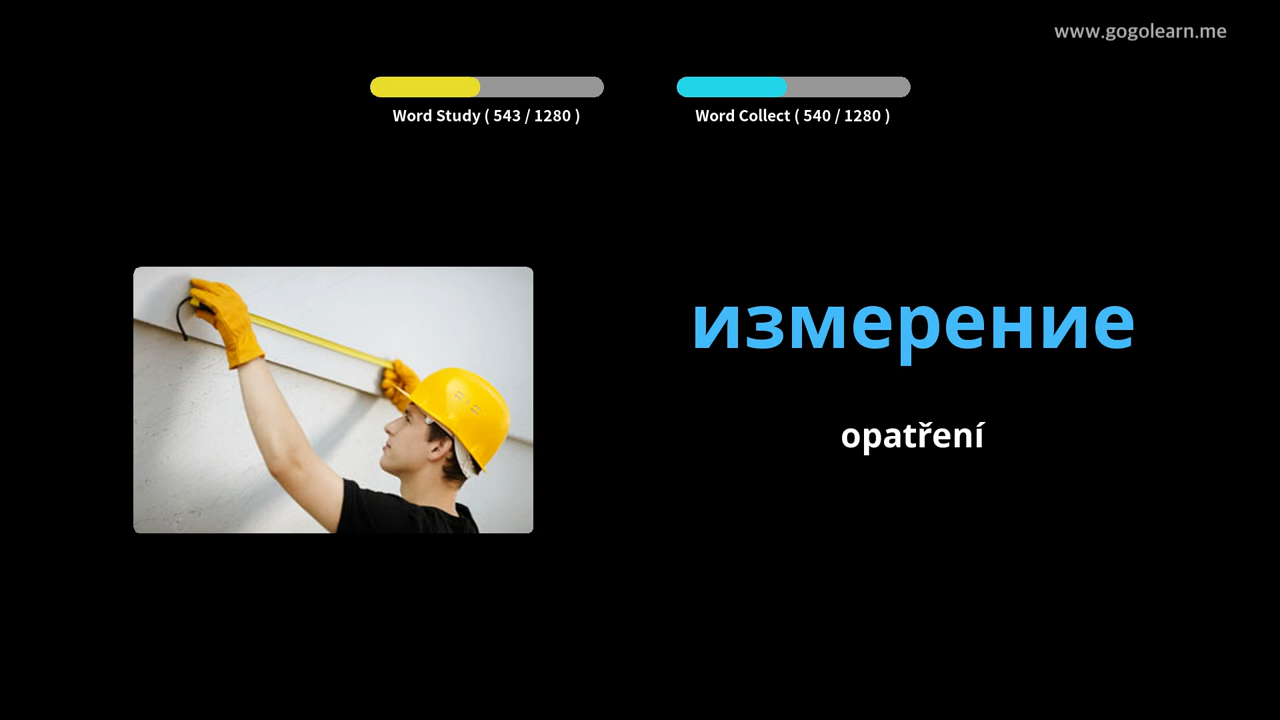 www.gogolearn.me
Word Study ( 543 / 1280 )
Word Collect ( 540 / 1280 )
измерение
opatření